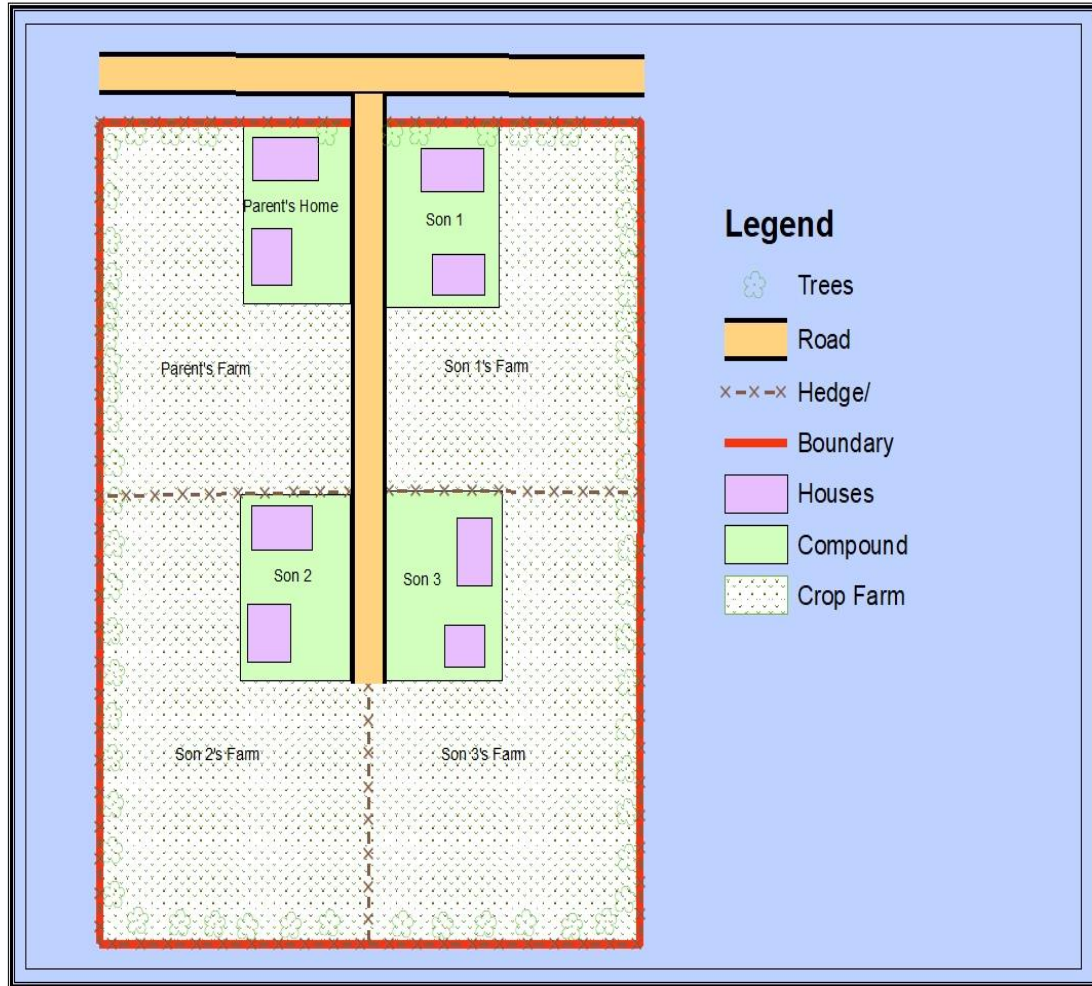 Parent's Home
Son 1
Parent's Farm
Son 1's Farm
Son 2
Son 3
Son 2's Farm
Son 3's Farm
Legend
Trees
Road
Hedge/
Boundary
Houses
Compound
Crop Farm